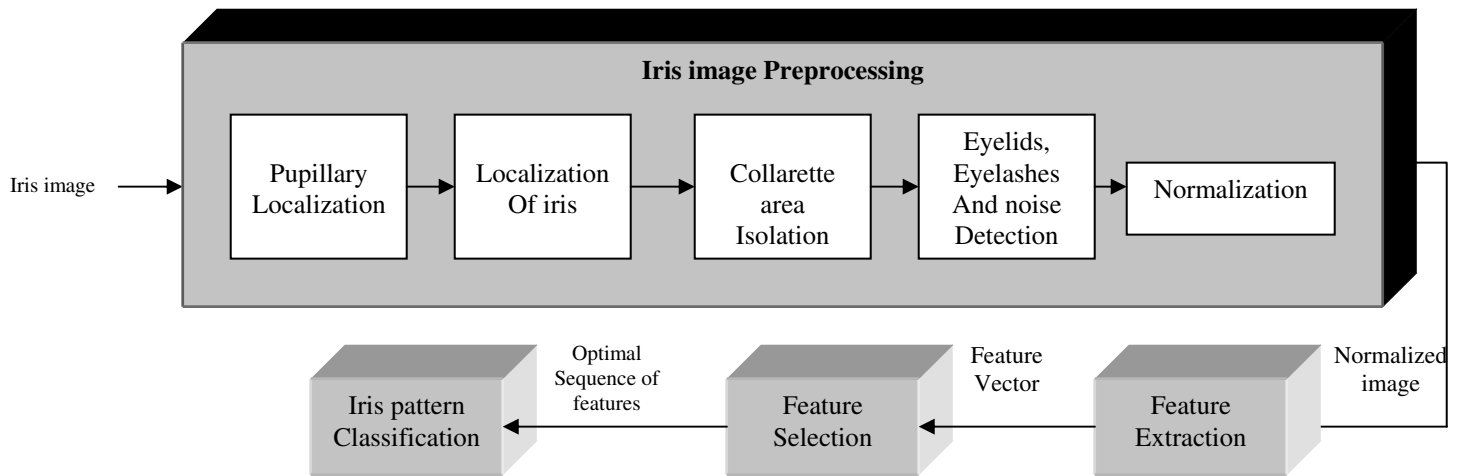 Iris image Preprocessing
Iris image
Pupillary
Localization
Localization
Of iris
Collarette
area
Isolation
Eyelids,
Eyelashes
And noise
Detection
Normalization
Normalized
image
Feature
Extraction
Feature
Vector
Feature
Selection
Optimal
Sequence of
features
Iris pattern
Classification